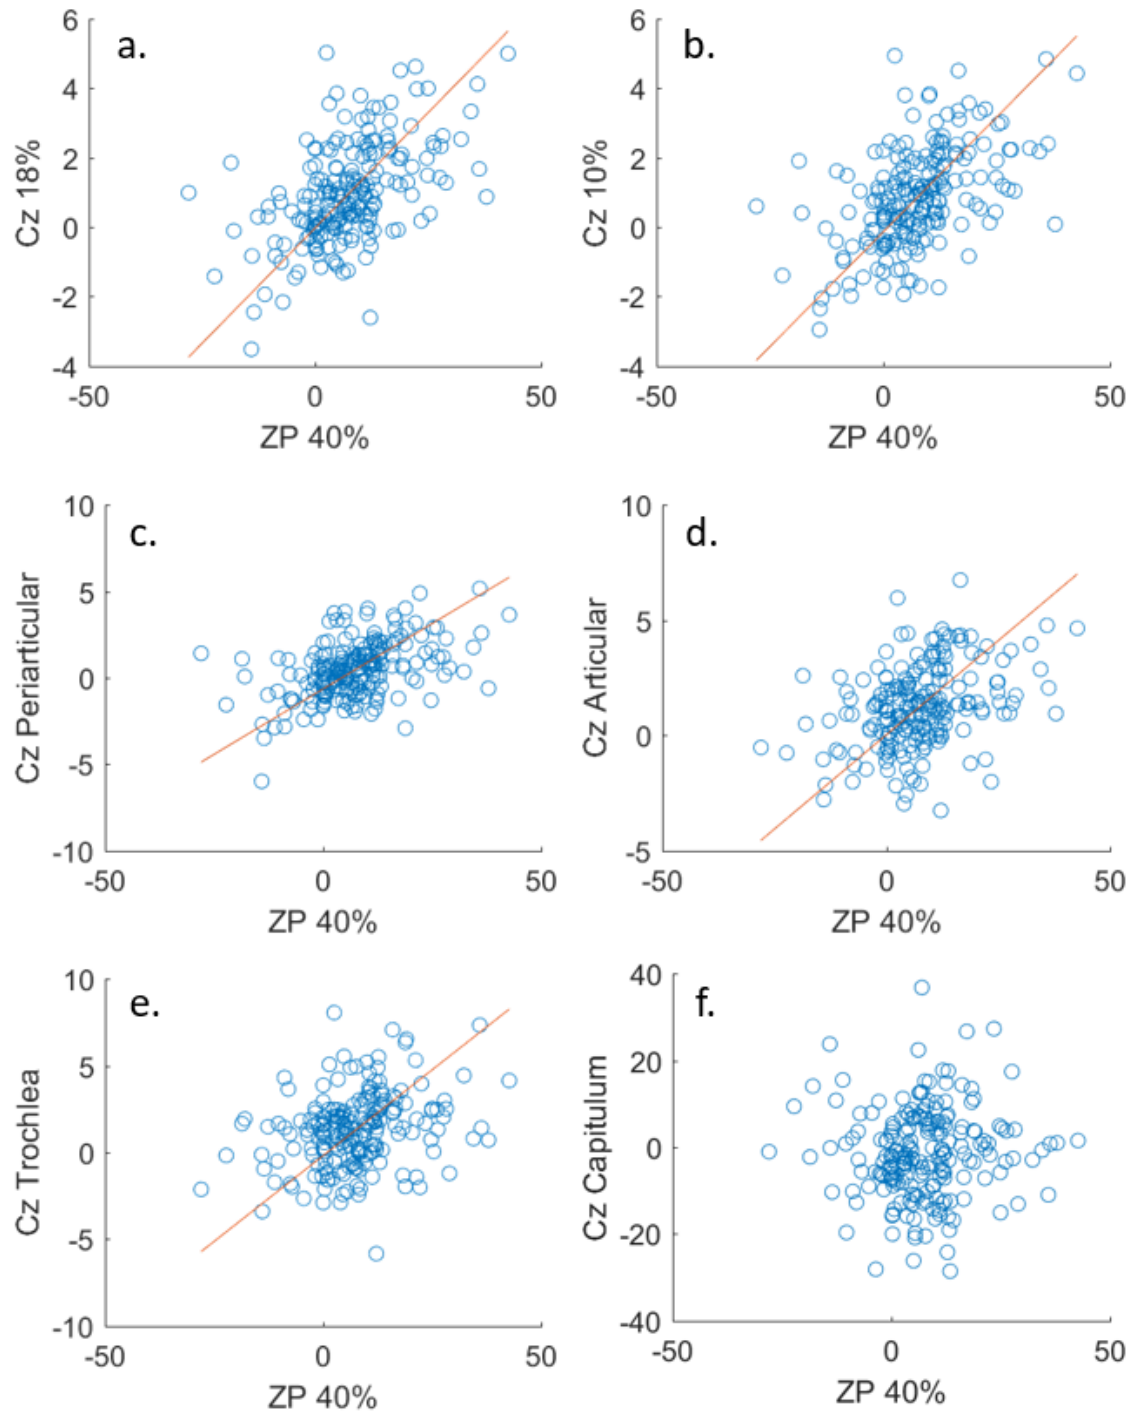 a.
6
4
2
0
-2
-4
Cz 18%
-50 0 50
ZP 40%
b.
6
4
2
0
-2
-4
Cz 10%
-50 0 50
ZP 40%
c.
10
5
0
-5
-10
Cz Periarticular
-50 0 50
ZP 40%
d.
10
5
0
-5
Cz Articular
-50 0 50
ZP 40%
e.
10
5
0
-5
-10
Cz Trochlea
-50 0 50
ZP 40%
f.
40
20
0
-20
-40
Cz Capitulum
-50 0 50
ZP 40%